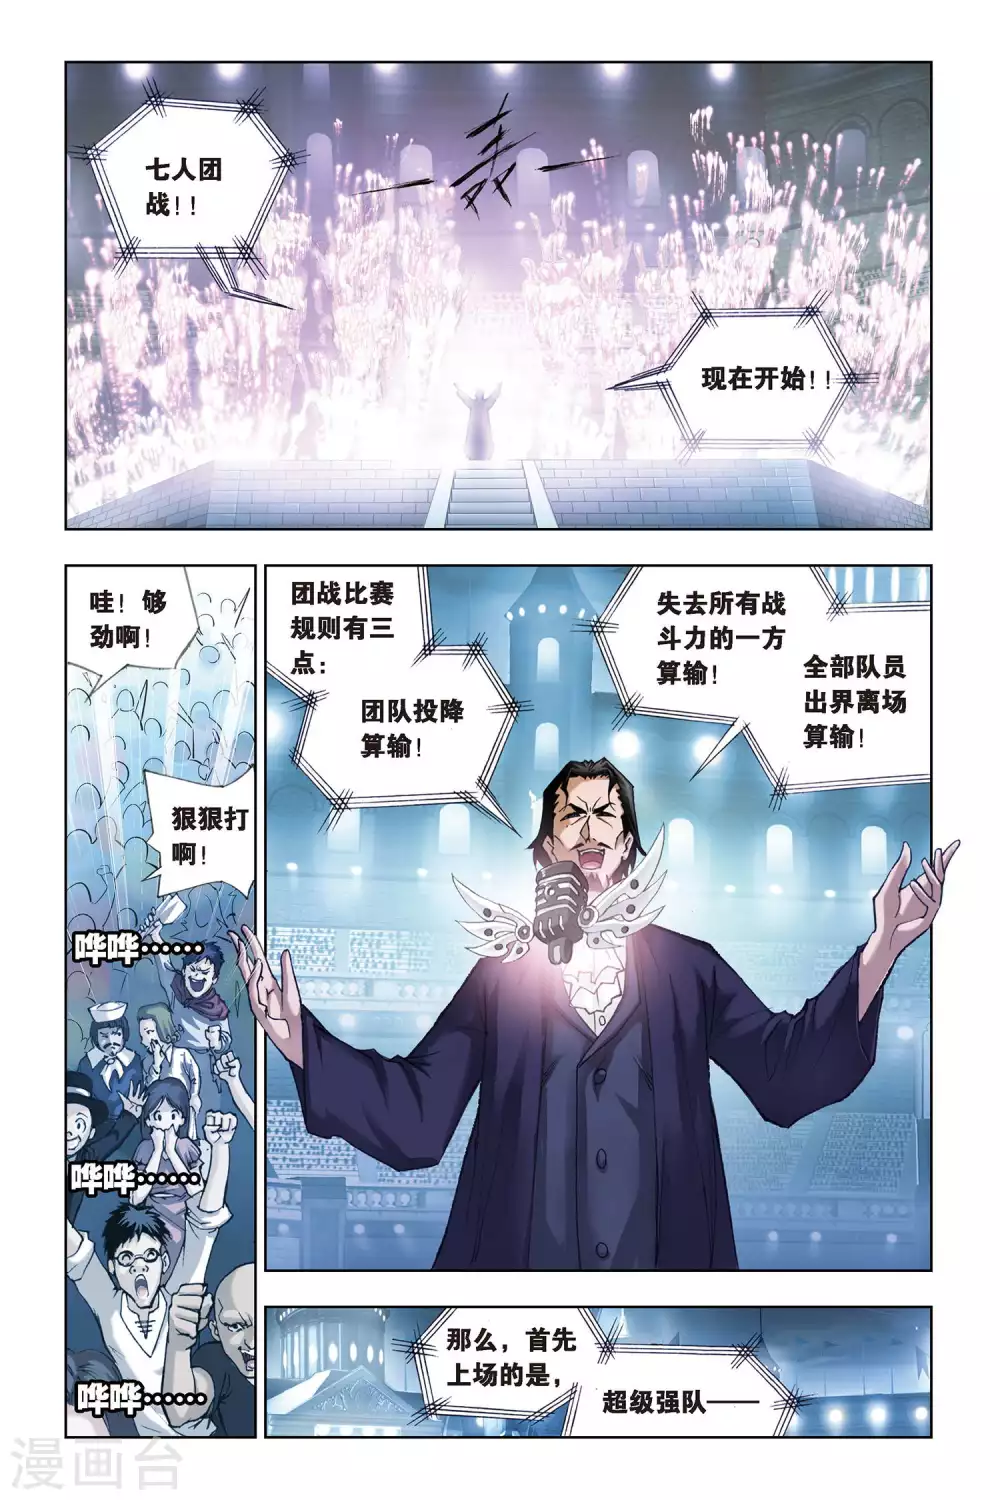 七人团
战!!
一轰一
现在开始!!
哇!够
劲啊!
狠狠打
啊!
哗哗……
哗哗……
哗哗……
团战比赛
规则有三
点:
团队投降
算输!
失去所有战
斗力的一方
算输!
全部队员
出界离场
算输!
那么,首先
上场的是,
超级强队——
漫画台